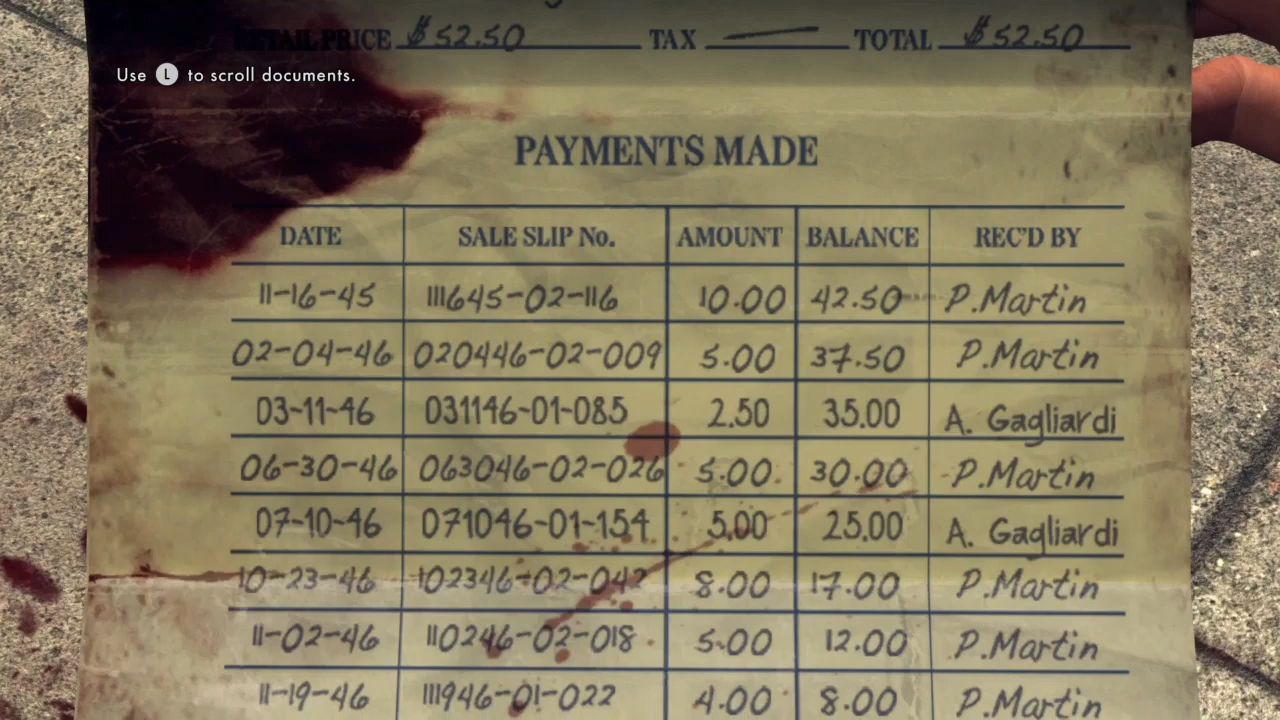 RETAIL PRICE $52.50 TAX — TOTAL $52.50
Use L to scroll documents.
PAYMENTS MADE
DATE SALE SLIP No. AMOUNT BALANCE REC'D BY
11-16-45 111645-02-116 10.00 42.50 P.Martin
02-04-46 020446-02-009 5.00 37.50 P.Martin
03-11-46 031146-01-085 2.50 35.00 A. Gagliardi
06-30-46 063046-02-026 5.00 30.00 P.Martin
07-10-46 071046-01-154 5.00 25.00 A. Gagliardi
10-23-46 102346-02-042 8.00 17.00 P.Martin
11-02-46 110246-02-018 5.00 12.00 P.Martin
11-19-46 111946-01-022 4.00 8.00 P.Martin